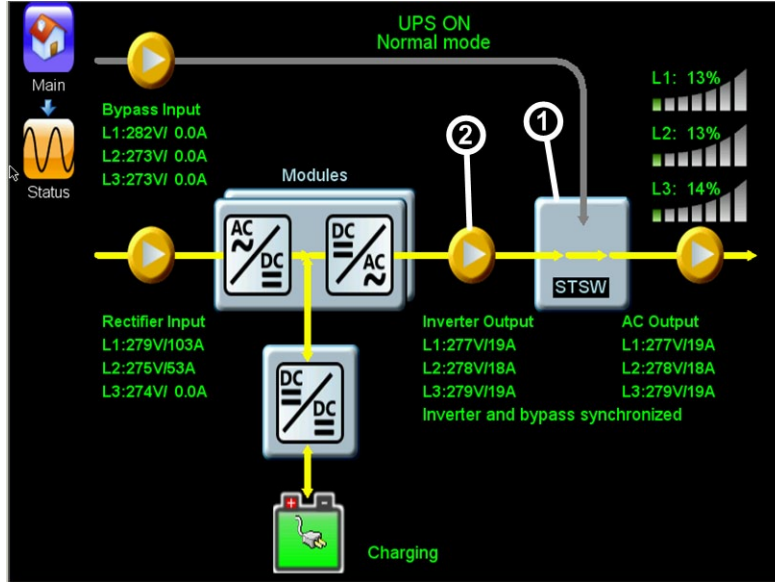 UPS ON
Normal mode
Main
Status
Bypass Input
L1:282V/ 0.0A
L2:273V/ 0.0A
L3:273V/ 0.0A
L1: 13%
L2: 13%
L3: 14%
2
1
Modules
AC
DC
DC
AC
STSW
Rectifier Input
L1:279V/103A
L2:275V/53A
L3:274V/ 0.0A
Inverter Output
L1:277V/19A
L2:278V/18A
L3:279V/19A
Inverter and bypass synchronized
AC Output
L1:277V/19A
L2:278V/18A
L3:279V/19A
DC
DC
+ -
Charging